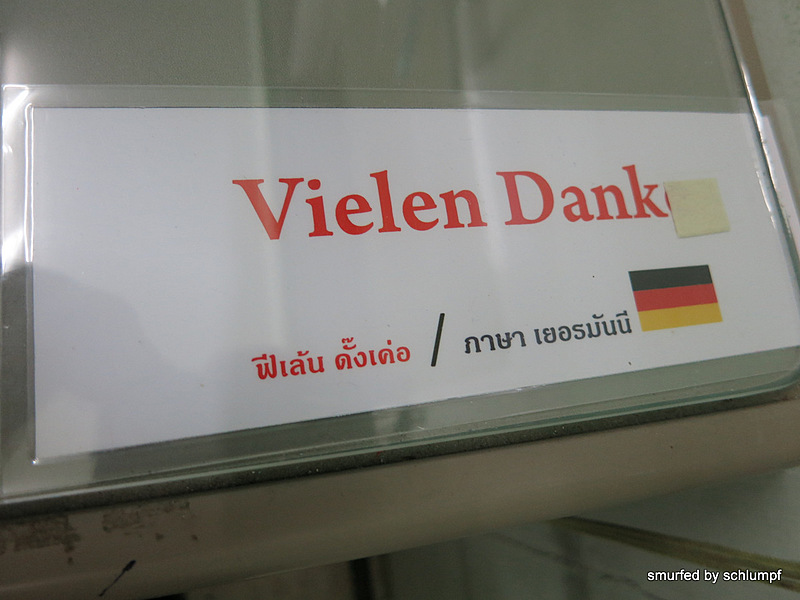 Vielen Dank
ฟีเล้น ดั๊งเค่อ / ภาษา เยอรมันนี
smurfed by schlumpf